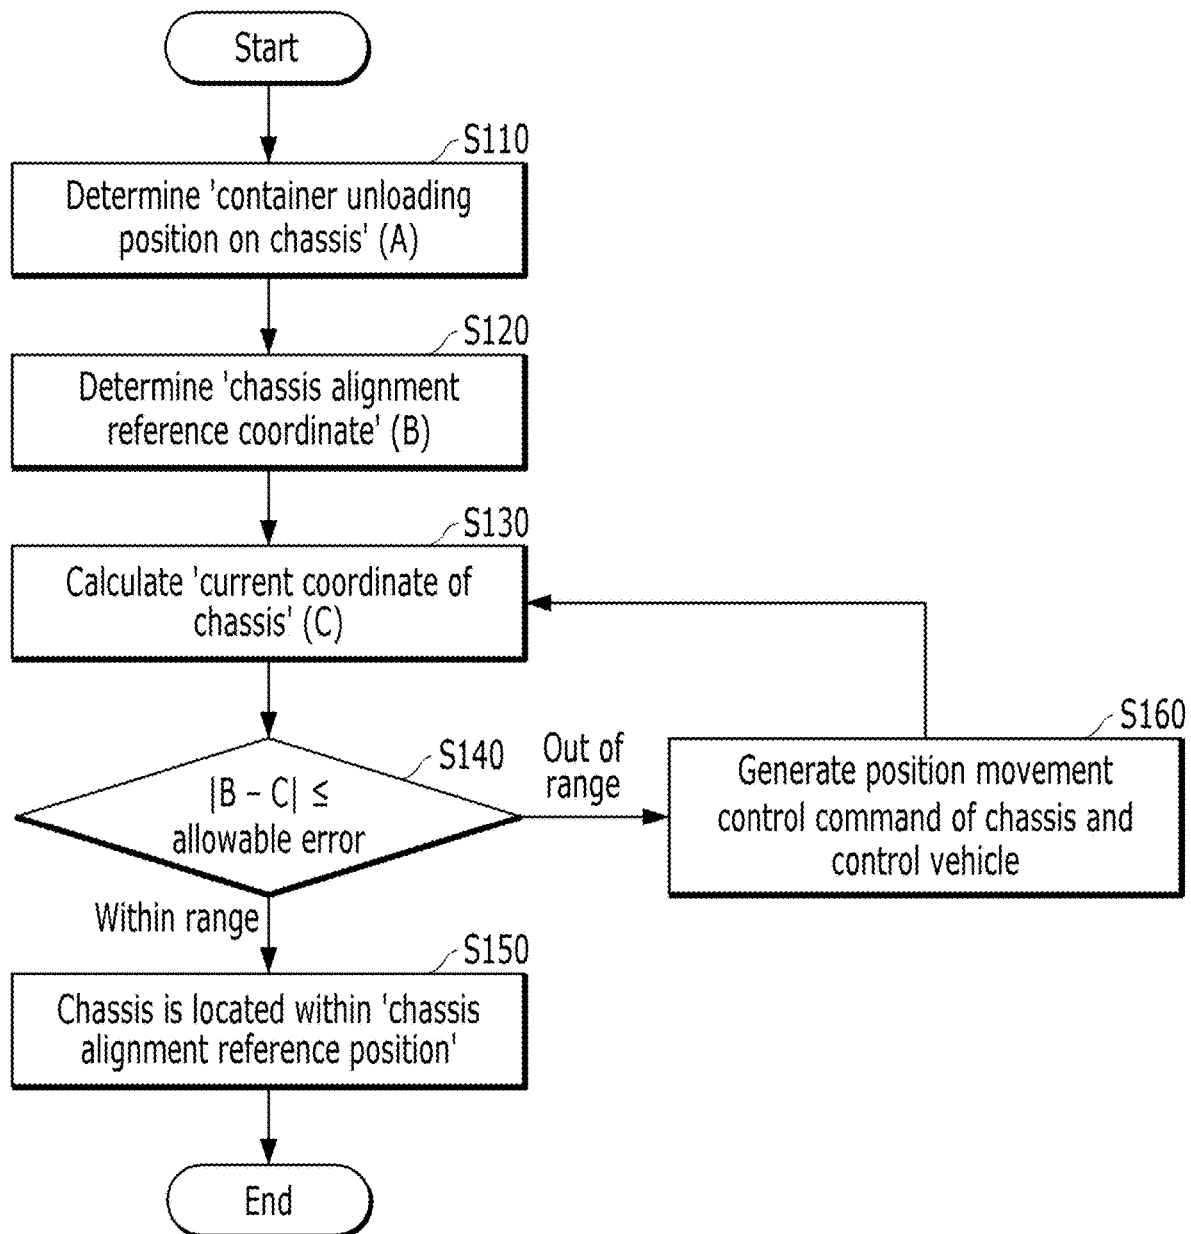 Start
S110
Determine 'container unloading
position on chassis' (A)
S120
Determine 'chassis alignment
reference coordinate' (B)
S130
Calculate 'current coordinate of
chassis' (C)
S140
|B – C| ≤
allowable error
Out of
range
S160
Generate position movement
control command of chassis and
control vehicle
Within range
S150
Chassis is located within 'chassis
alignment reference position'
End